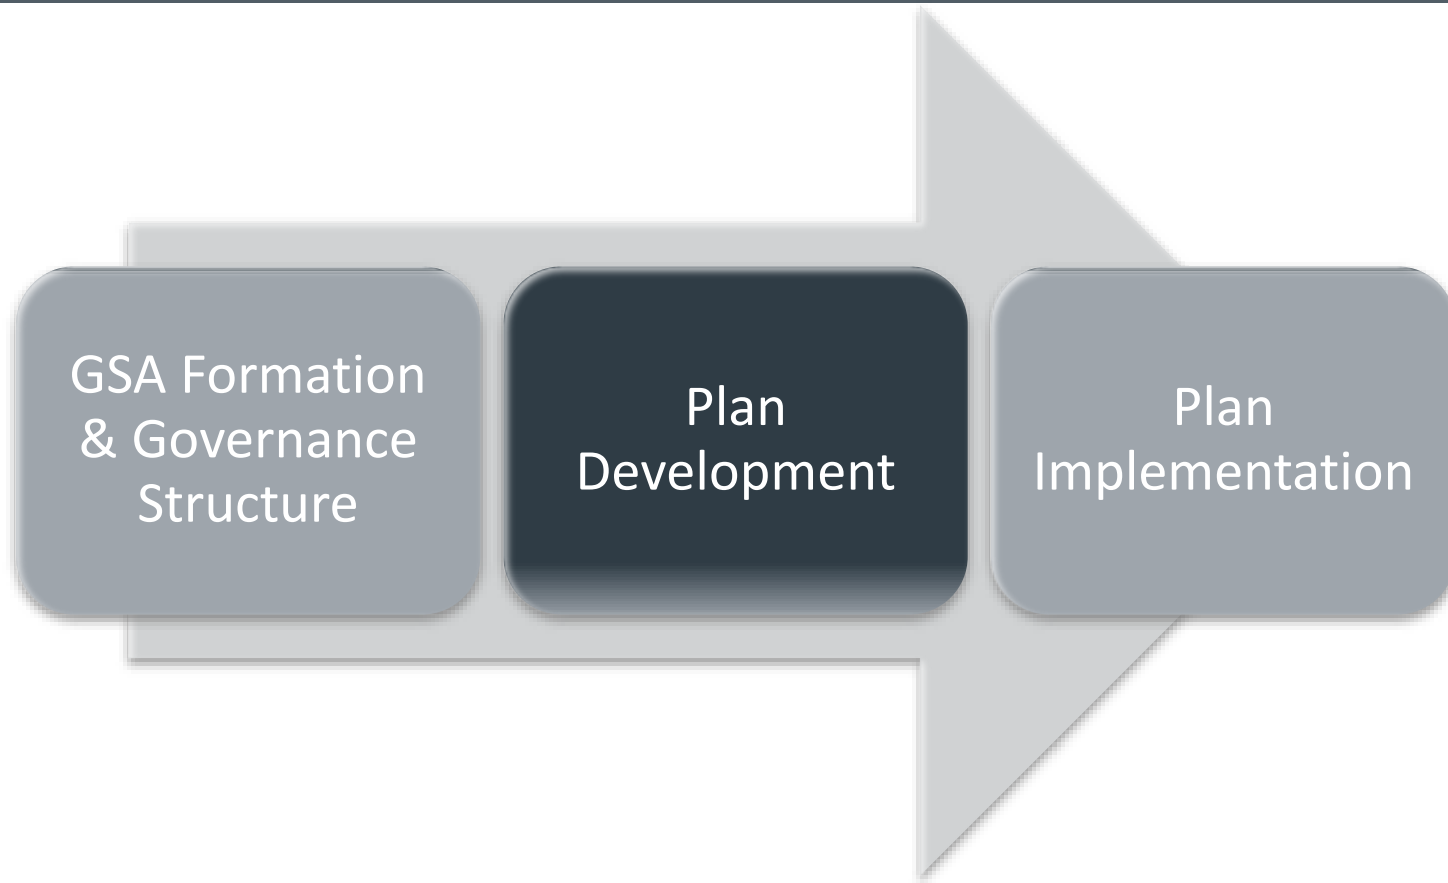 GSA Formation
& Governance
Structure
Plan
Development
Plan
Implementation